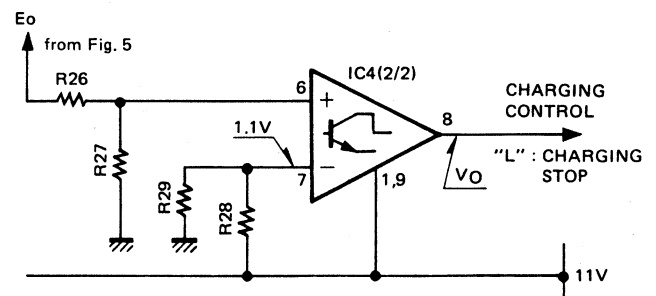 Eo
from Fig. 5
R26
IC4(2/2)
6
+
CHARGING
CONTROL
8
1.1V
R27
"L" : CHARGING
STOP
−
7
1,9
VO
R29
R28
11V